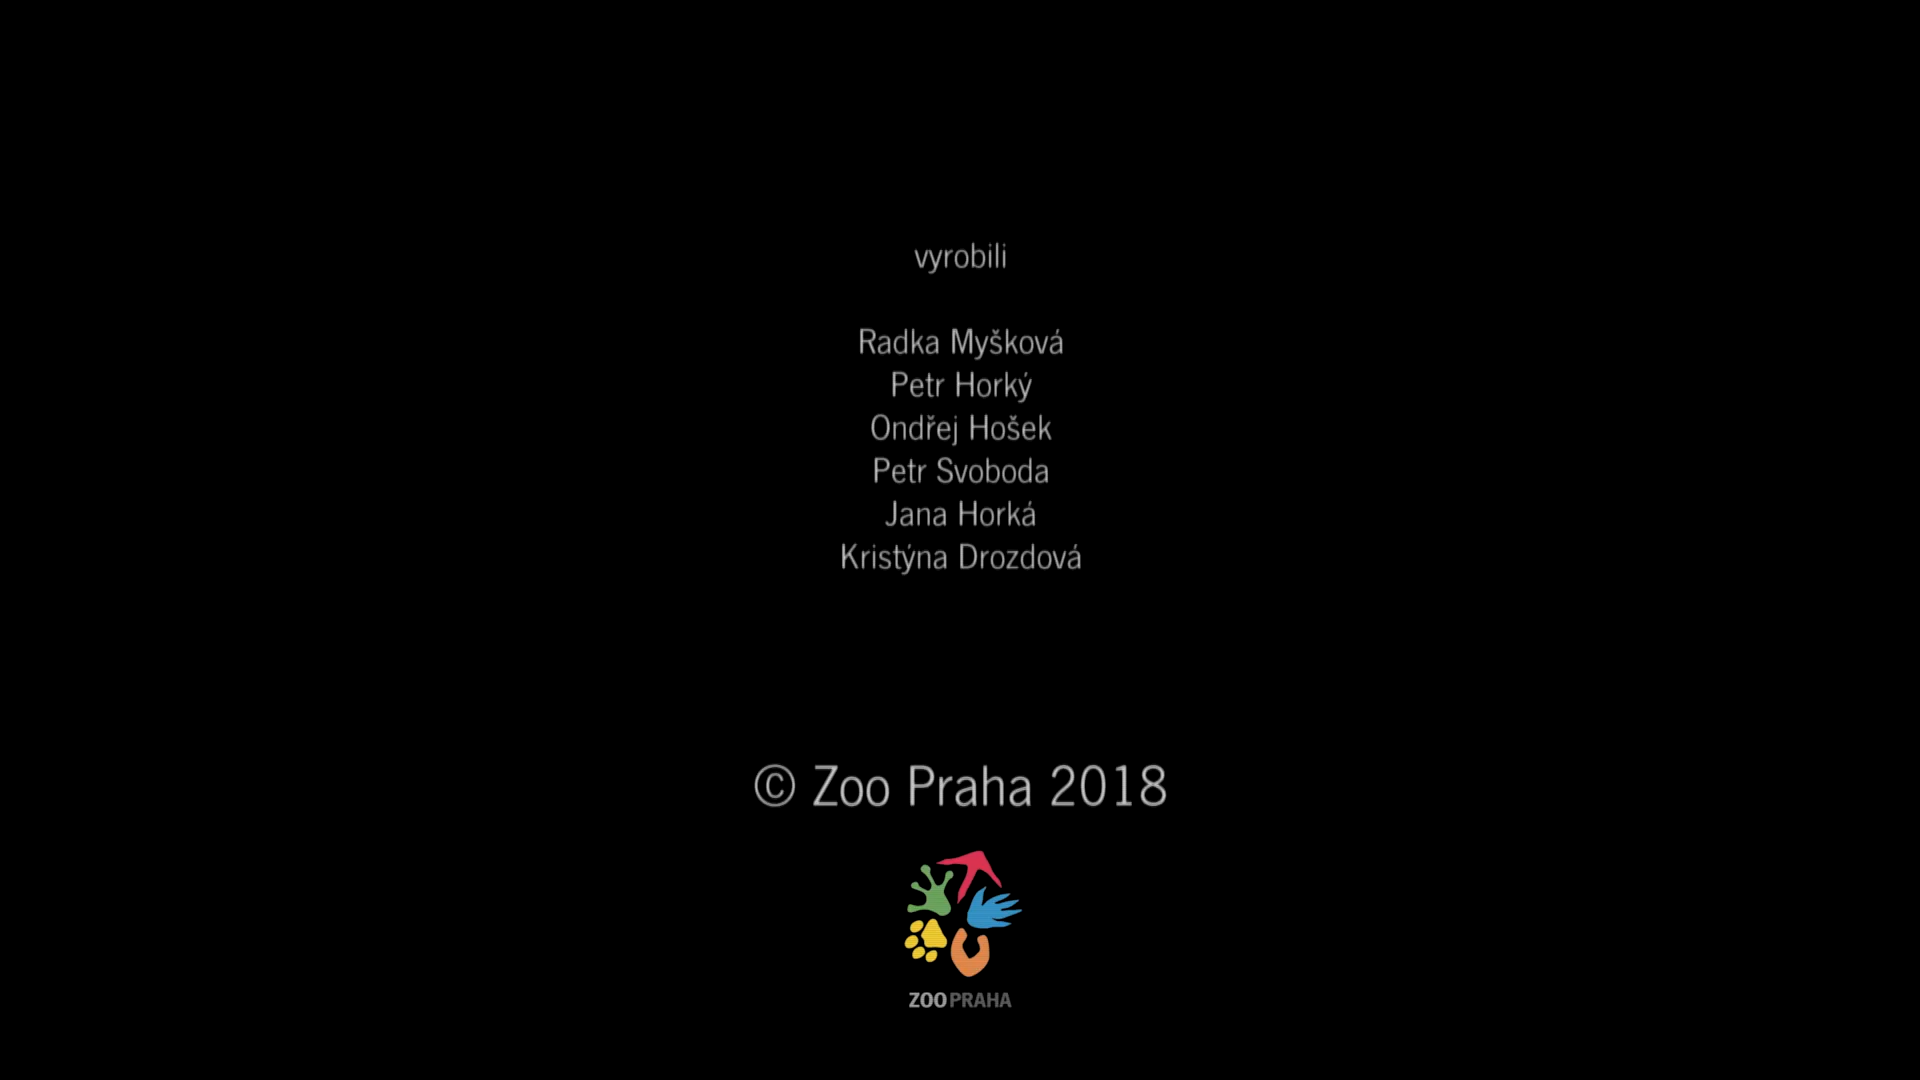 vyrobili
Radka Myšková
Petr Horký
Ondřej Hošek
Petr Svoboda
Jana Horká
Kristýna Drozdová
© Zoo Praha 2018
ZOO PRAHA